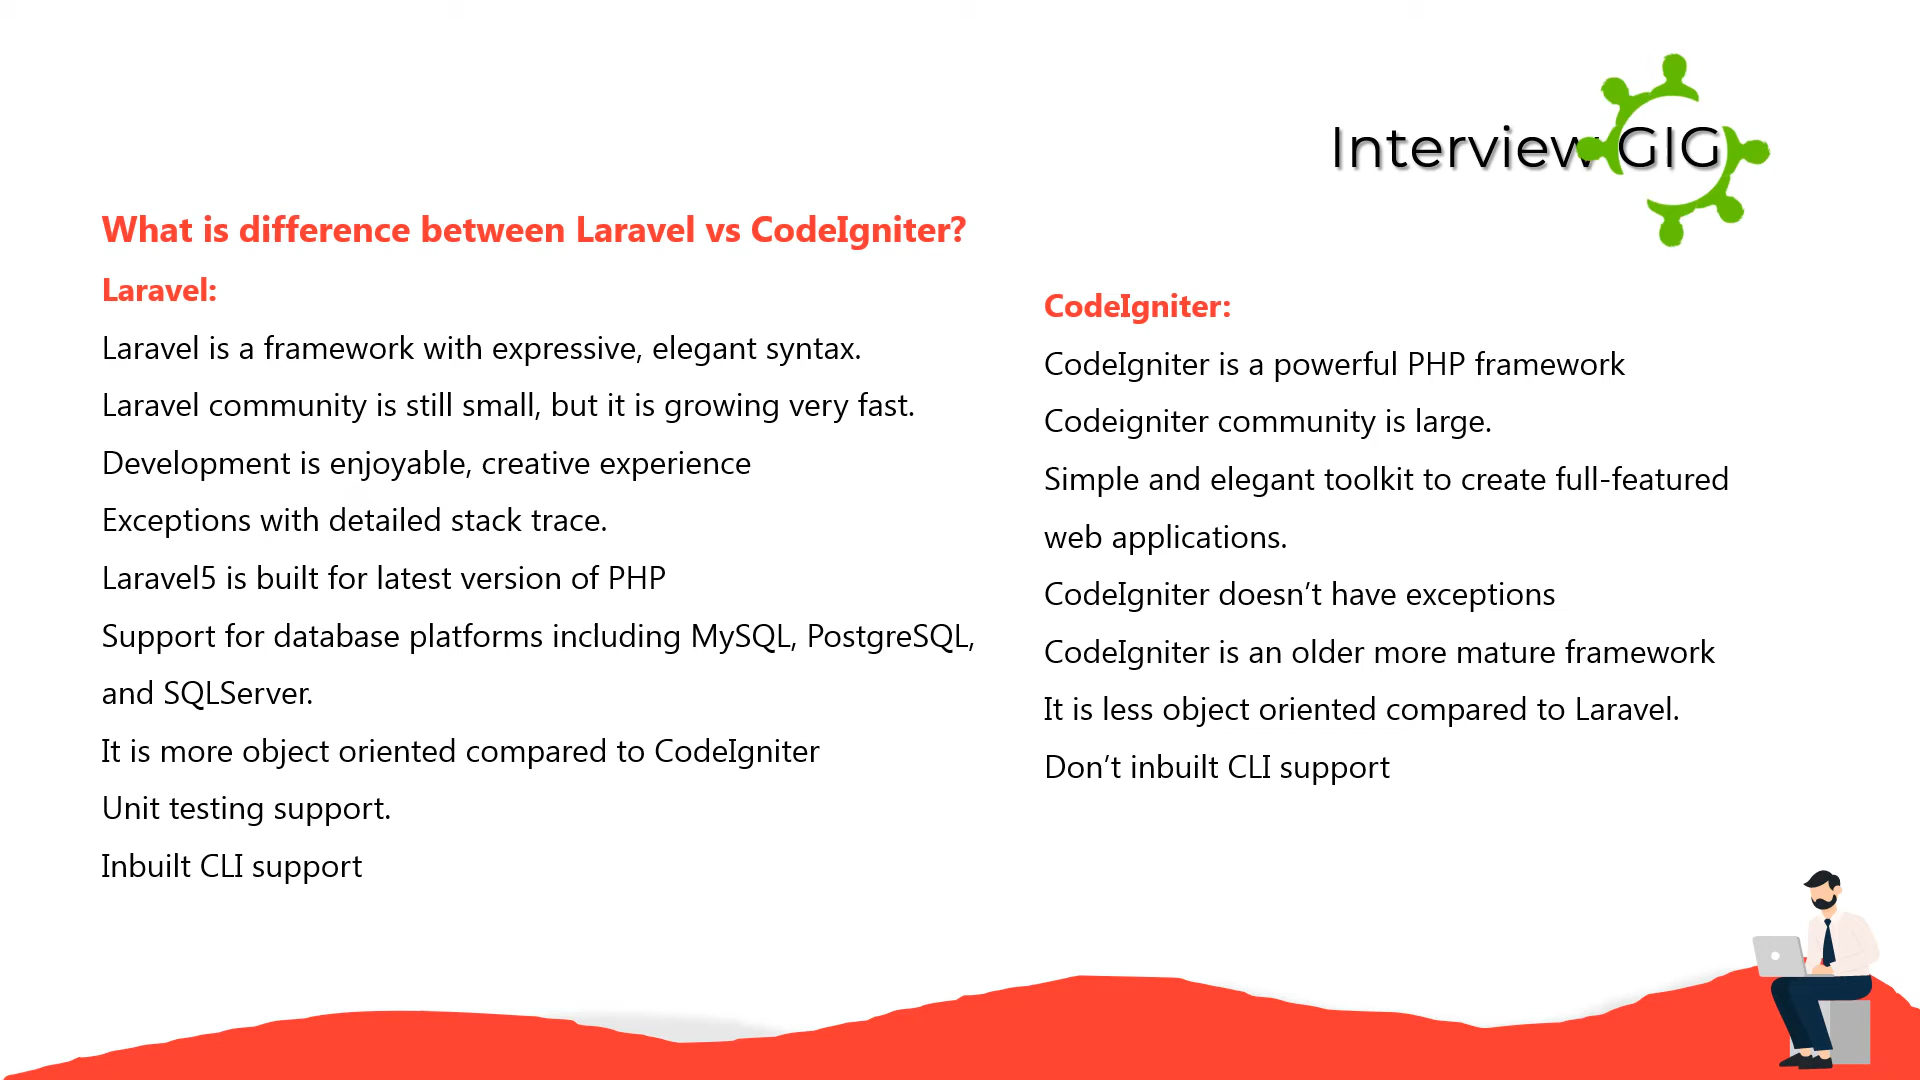 Interview GIG
What is difference between Laravel vs CodeIgniter?
Laravel:
Laravel is a framework with expressive, elegant syntax.
Laravel community is still small, but it is growing very fast.
Development is enjoyable, creative experience
Exceptions with detailed stack trace.
Laravel5 is built for latest version of PHP
Support for database platforms including MySQL, PostgreSQL,
and SQLServer.
It is more object oriented compared to CodeIgniter
Unit testing support.
Inbuilt CLI support
CodeIgniter:
CodeIgniter is a powerful PHP framework
Codeigniter community is large.
Simple and elegant toolkit to create full-featured
web applications.
CodeIgniter doesn’t have exceptions
CodeIgniter is an older more mature framework
It is less object oriented compared to Laravel.
Don’t inbuilt CLI support